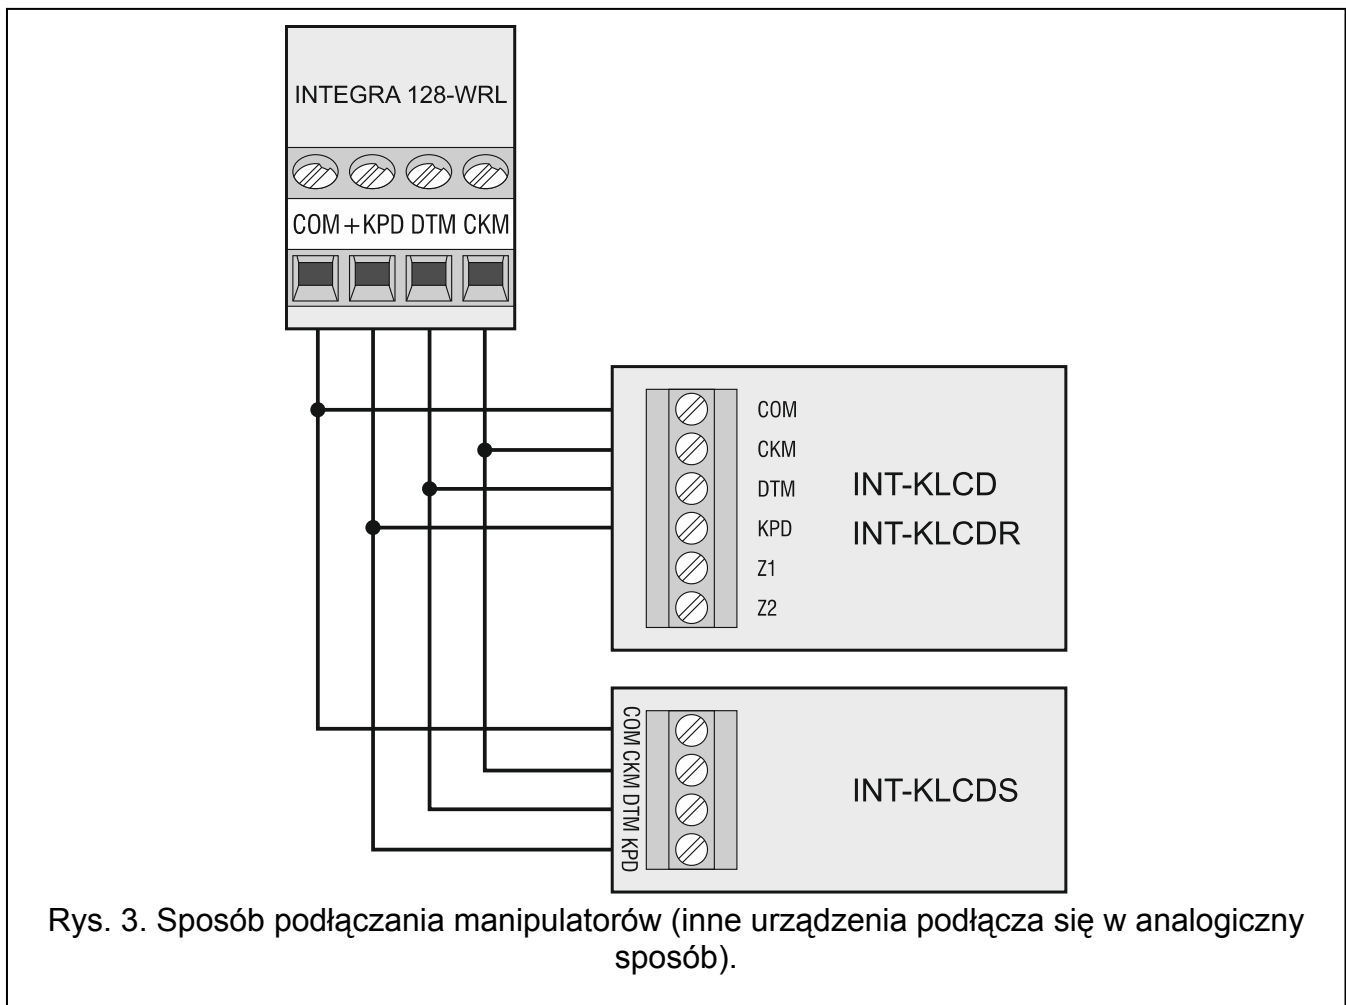 INTEGRA 128-WRL
COM +KPD DTM CKM
COM
CKM
DTM
KPD
Z1
Z2
INT-KLCD
INT-KLCDR
COM CKM DTM KPD
INT-KLCDS
Rys. 3. Sposób podłączania manipulatorów (inne urządzenia podłącza się w analogiczny
sposób).